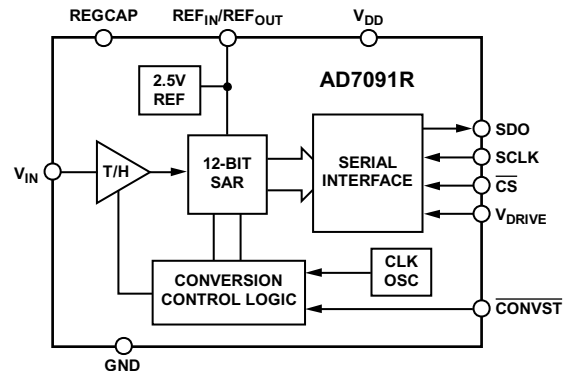 REGCAP
REFIN/REFOUT
VDD
2.5V
REF
AD7091R
VIN
T/H
12-BIT
SAR
SERIAL
INTERFACE
SDO
SCLK
CS
VDRIVE
CONVERSION
CONTROL LOGIC
CLK
OSC
CONVST
GND